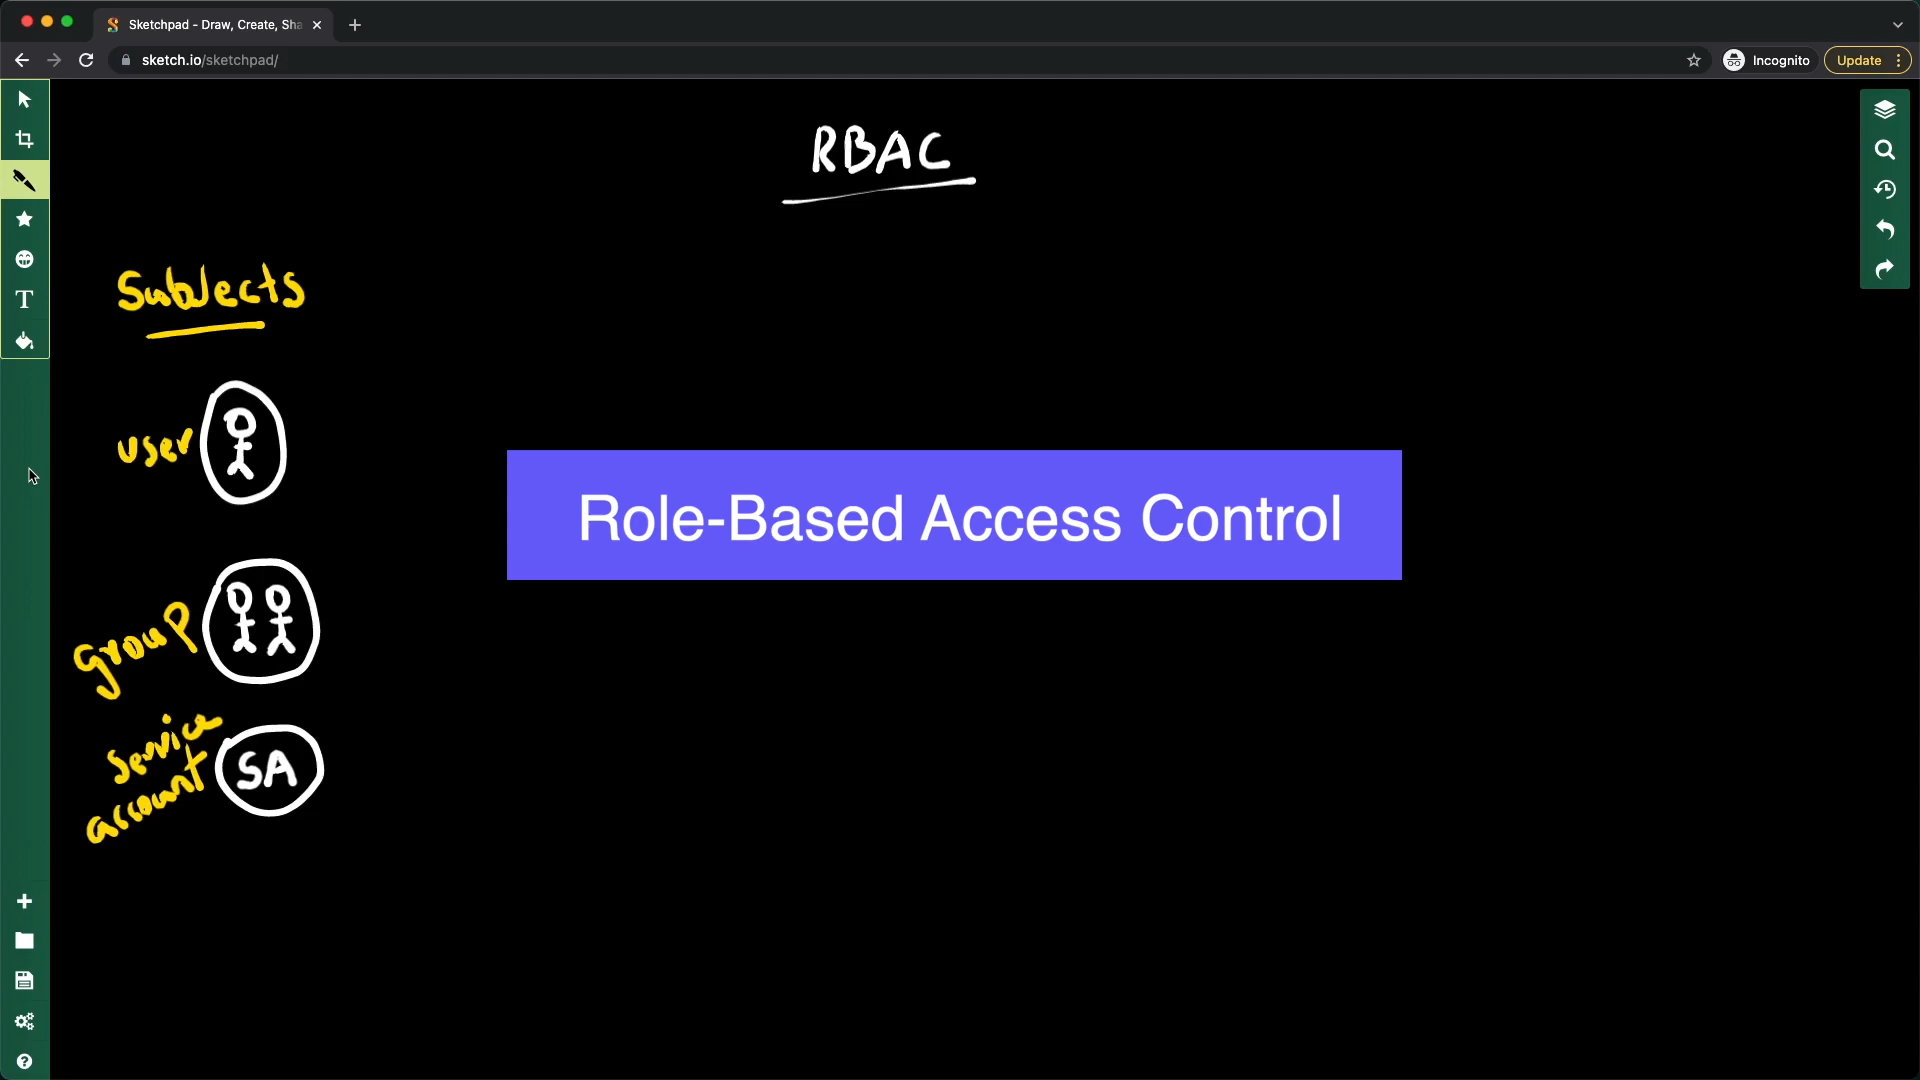 Sketchpad - Draw, Create, Sha
sketch.io/sketchpad/
Incognito
Update
RBAC
Subjects
user
Role-Based Access Control
group
service
account
SA